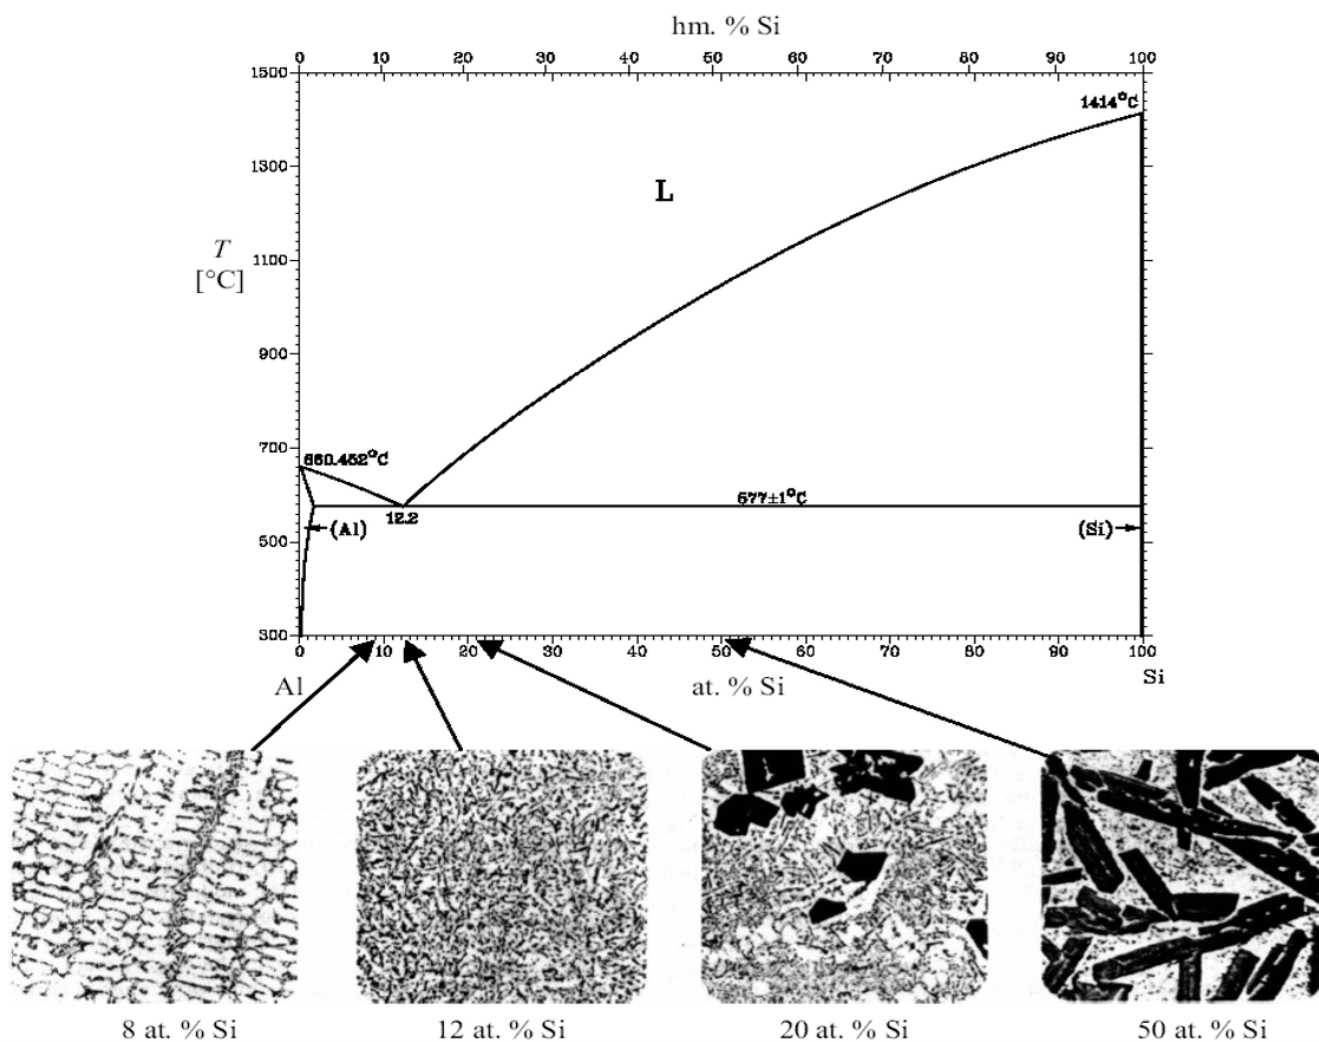 hm. % Si
0 10 20 30 40 50 60 70 80 90 100
1500
1414°C
1300
L
T
[°C]
1100
900
700
660.452°C
577±1°C
12.2
(Al) (Si)
500
300
0 10 20 30 40 50 60 70 80 90 100
Al at. % Si Si
8 at. % Si 12 at. % Si 20 at. % Si 50 at. % Si